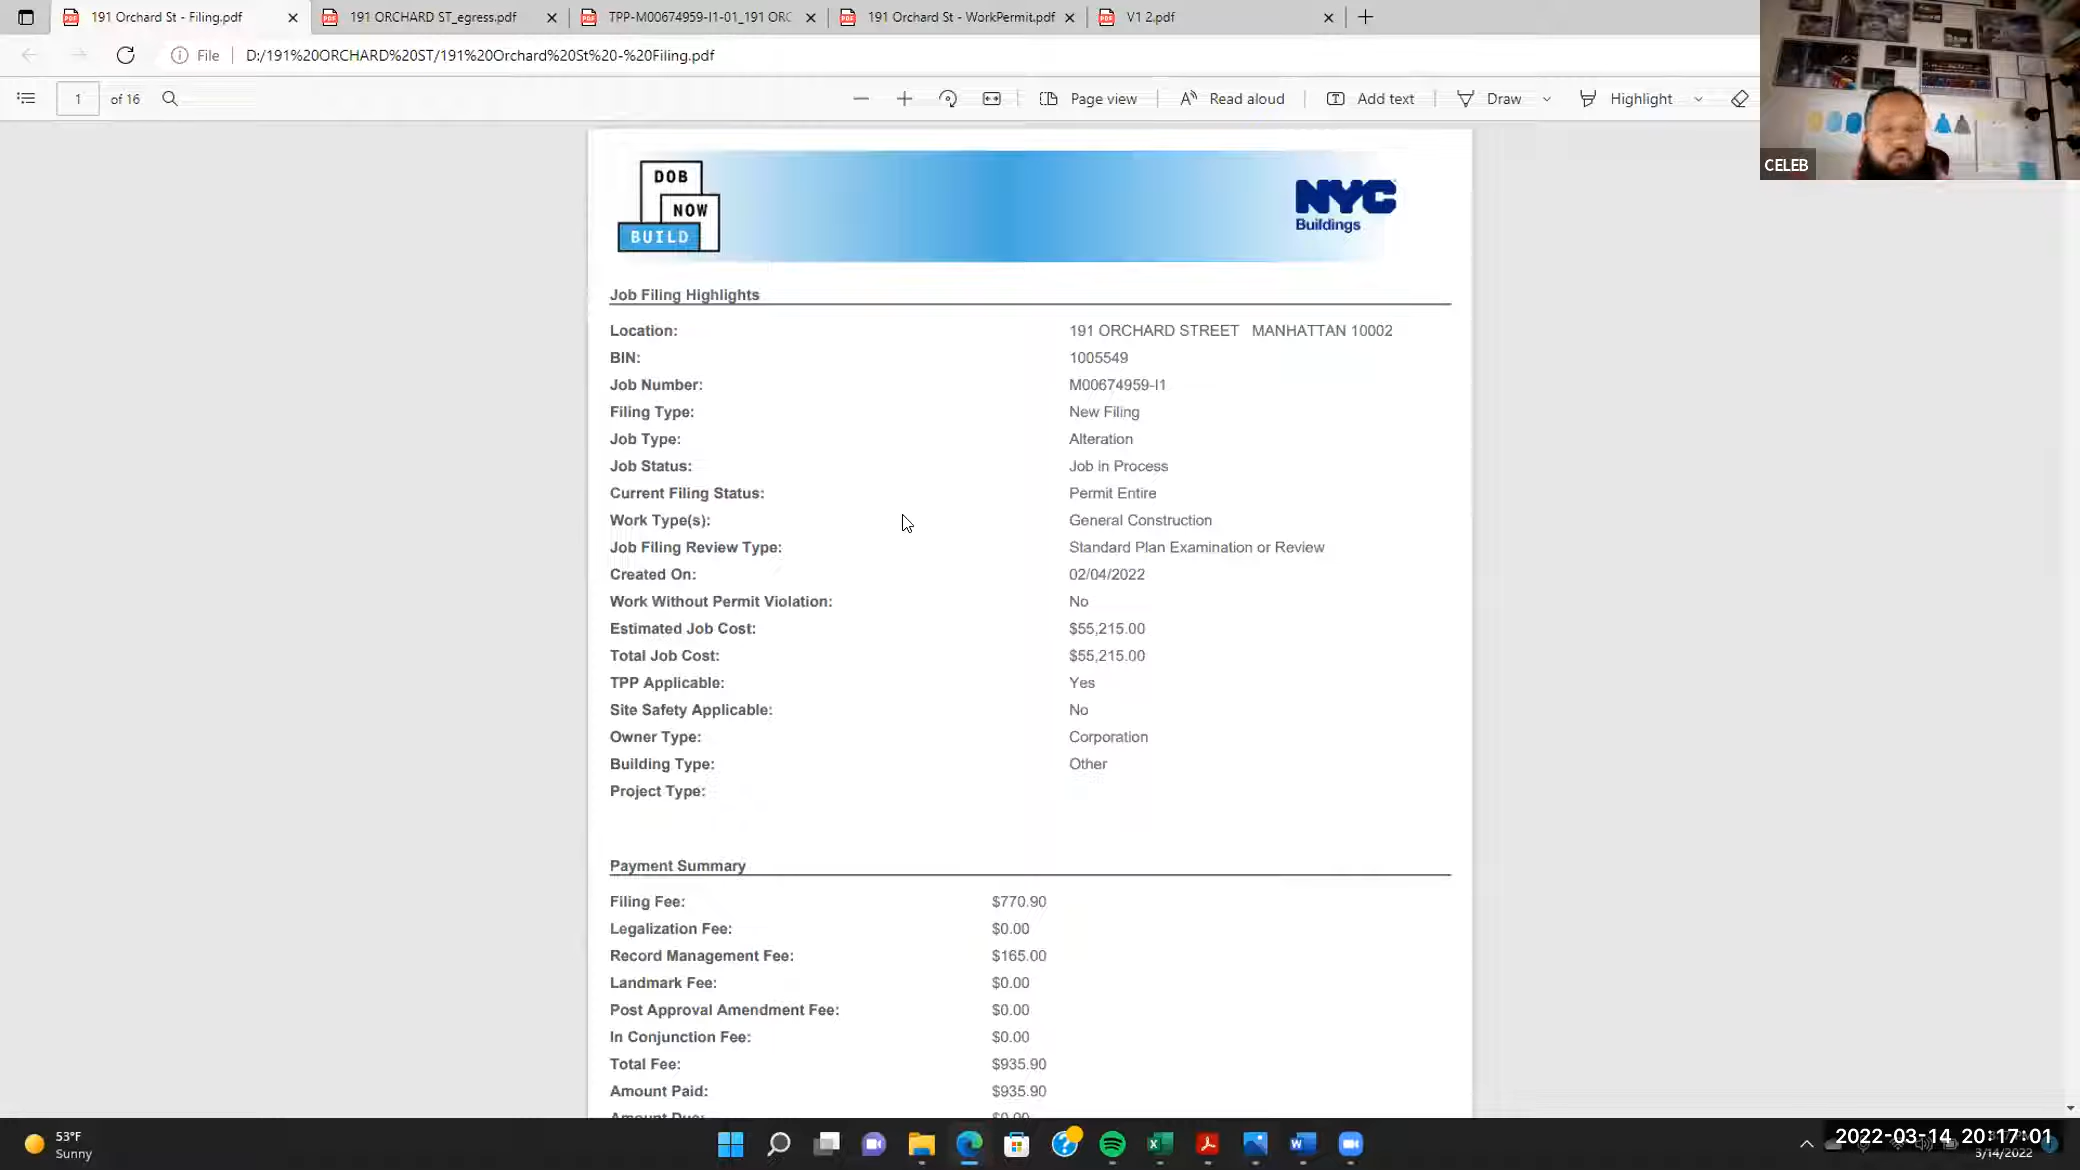 191 Orchard St - Filing.pdf
191 ORCHARD ST_egress.pdf
TPP-M00674959-I1-01_191 ORC
191 Orchard St - WorkPermit.pdf
V1 2.pdf
File
D:/191%20ORCHARD%20ST/191%20Orchard%20St%20-%20Filing.pdf
1 of 16
Page view
Read aloud
Add text
Draw
Highlight
CELEB
DOB
NOW
BUILD
NYC
Buildings
Job Filing Highlights
Location: 191 ORCHARD STREET MANHATTAN 10002
BIN: 1005549
Job Number: M00674959-I1
Filing Type: New Filing
Job Type: Alteration
Job Status: Job in Process
Current Filing Status: Permit Entire
Work Type(s): General Construction
Job Filing Review Type: Standard Plan Examination or Review
Created On: 02/04/2022
Work Without Permit Violation: No
Estimated Job Cost: $55,215.00
Total Job Cost: $55,215.00
TPP Applicable: Yes
Site Safety Applicable: No
Owner Type: Corporation
Building Type: Other
Project Type:
Payment Summary
Filing Fee: $770.90
Legalization Fee: $0.00
Record Management Fee: $165.00
Landmark Fee: $0.00
Post Approval Amendment Fee: $0.00
In Conjunction Fee: $0.00
Total Fee: $935.90
Amount Paid: $935.90
Amount Due: $0.00
53°F
Sunny
2022-03-14 20:17:01
3/14/2022